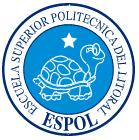 ESCUELA SUPERIOR POLITECNICA DEL LITORAL
ESPOL